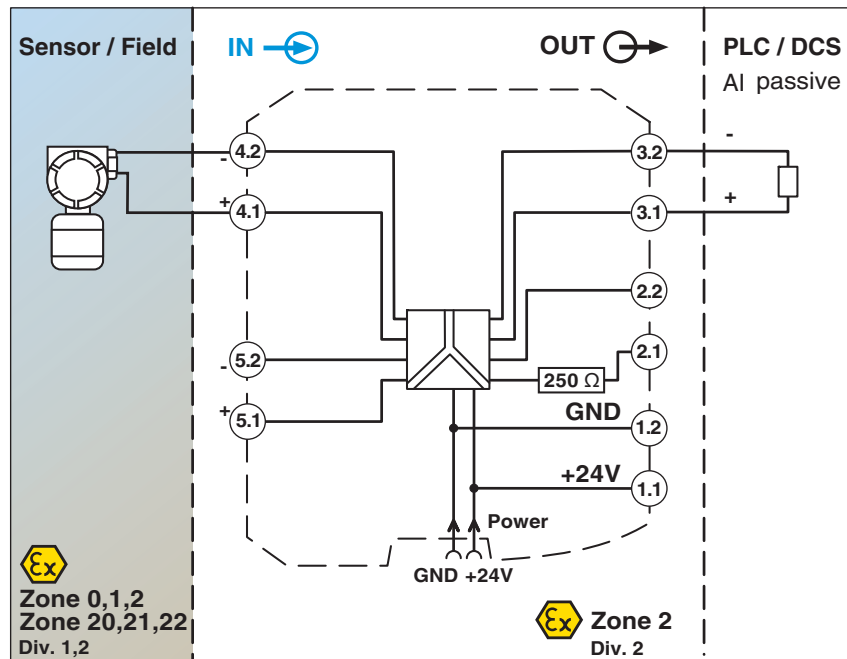 Sensor / Field
IN
OUT
PLC / DCS
AI passive
- 4.2
+ 4.1
- 5.2
+ 5.1
3.2 -
3.1 +
2.2
2.1
250 Ω
GND
1.2
+24V
1.1
Power
GND +24V
Ex
Zone 0,1,2
Zone 20,21,22
Div. 1,2
Ex Zone 2
Div. 2